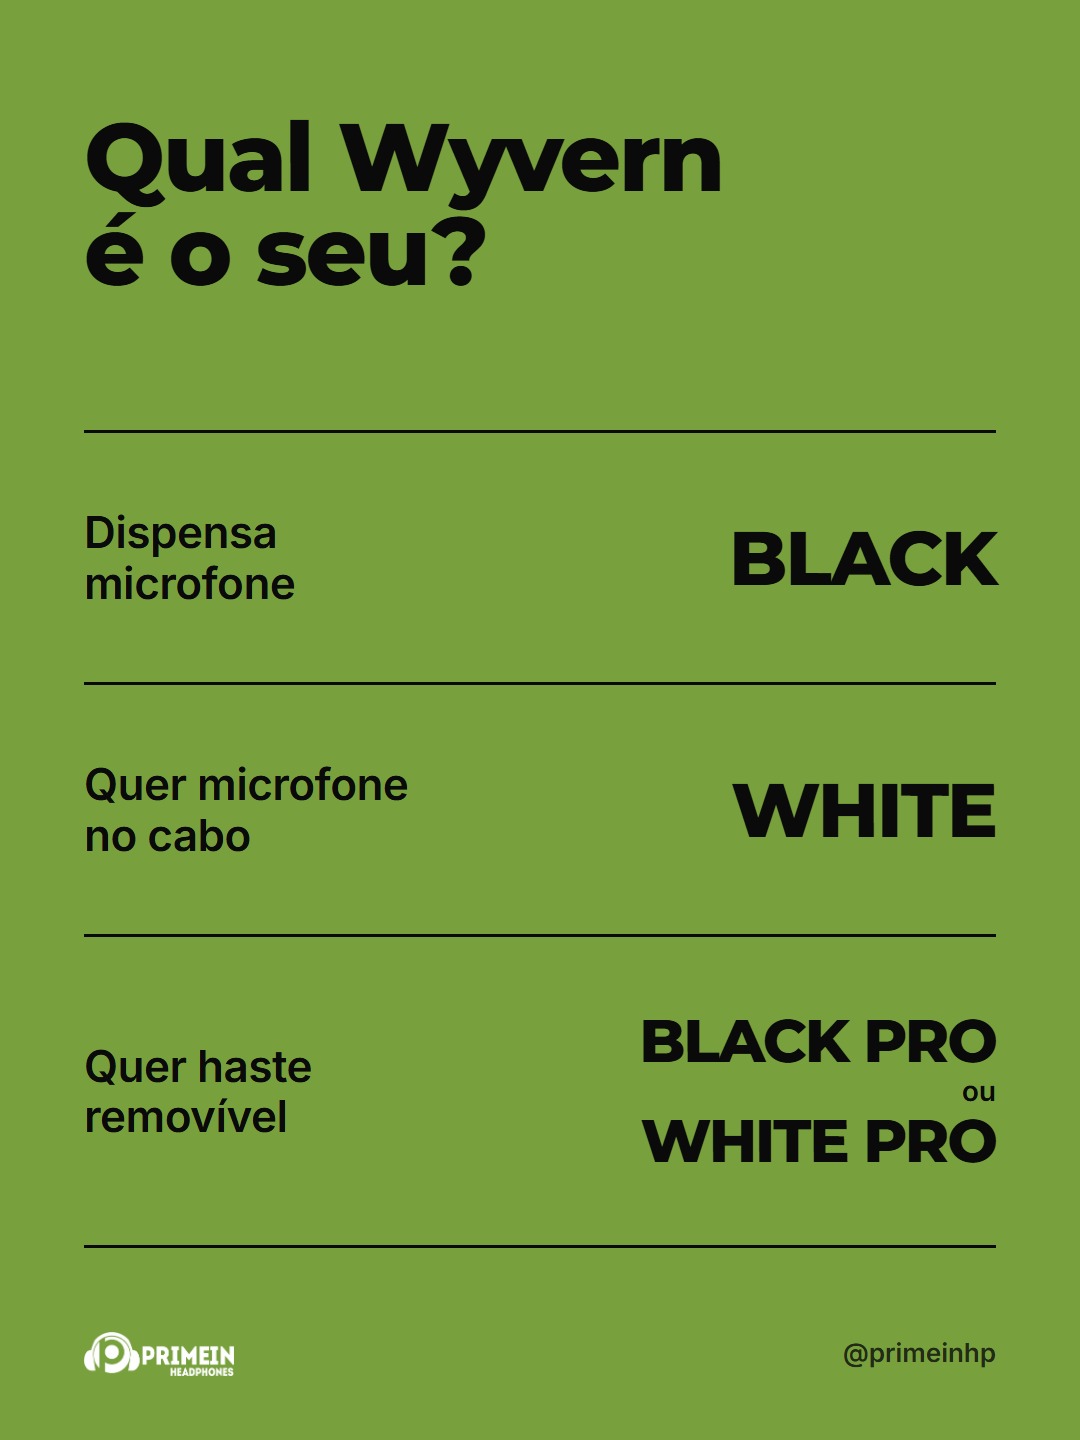 Qual Wyvern
é o seu?
Dispensa
microfone
BLACK
Quer microfone
no cabo
WHITE
Quer haste
removível
BLACK PRO
ou
WHITE PRO
PRIMEIN
HEADPHONES
@primeinhp